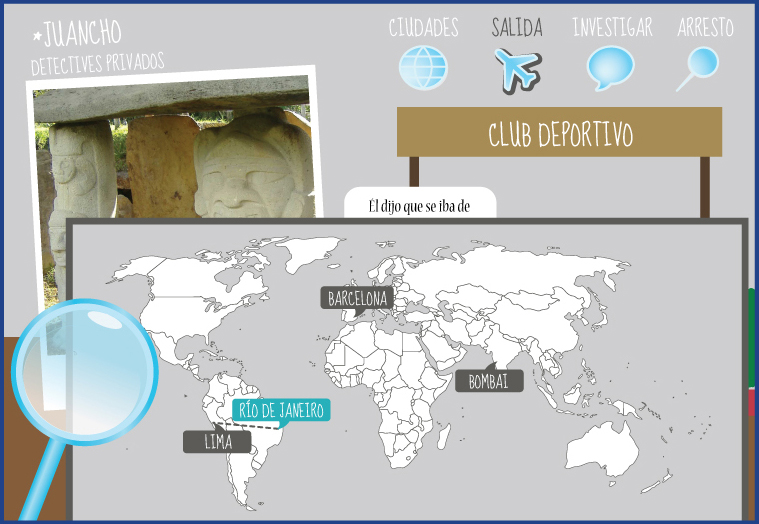 *JUANCHO
DETECTIVES PRIVADOS
CIUDADES
SALIDA
INVESTIGAR
ARRESTO
CLUB DEPORTIVO
Él dijo que se iba de
BARCELONA
BOMBAI
RÍO DE JANEIRO
LIMA